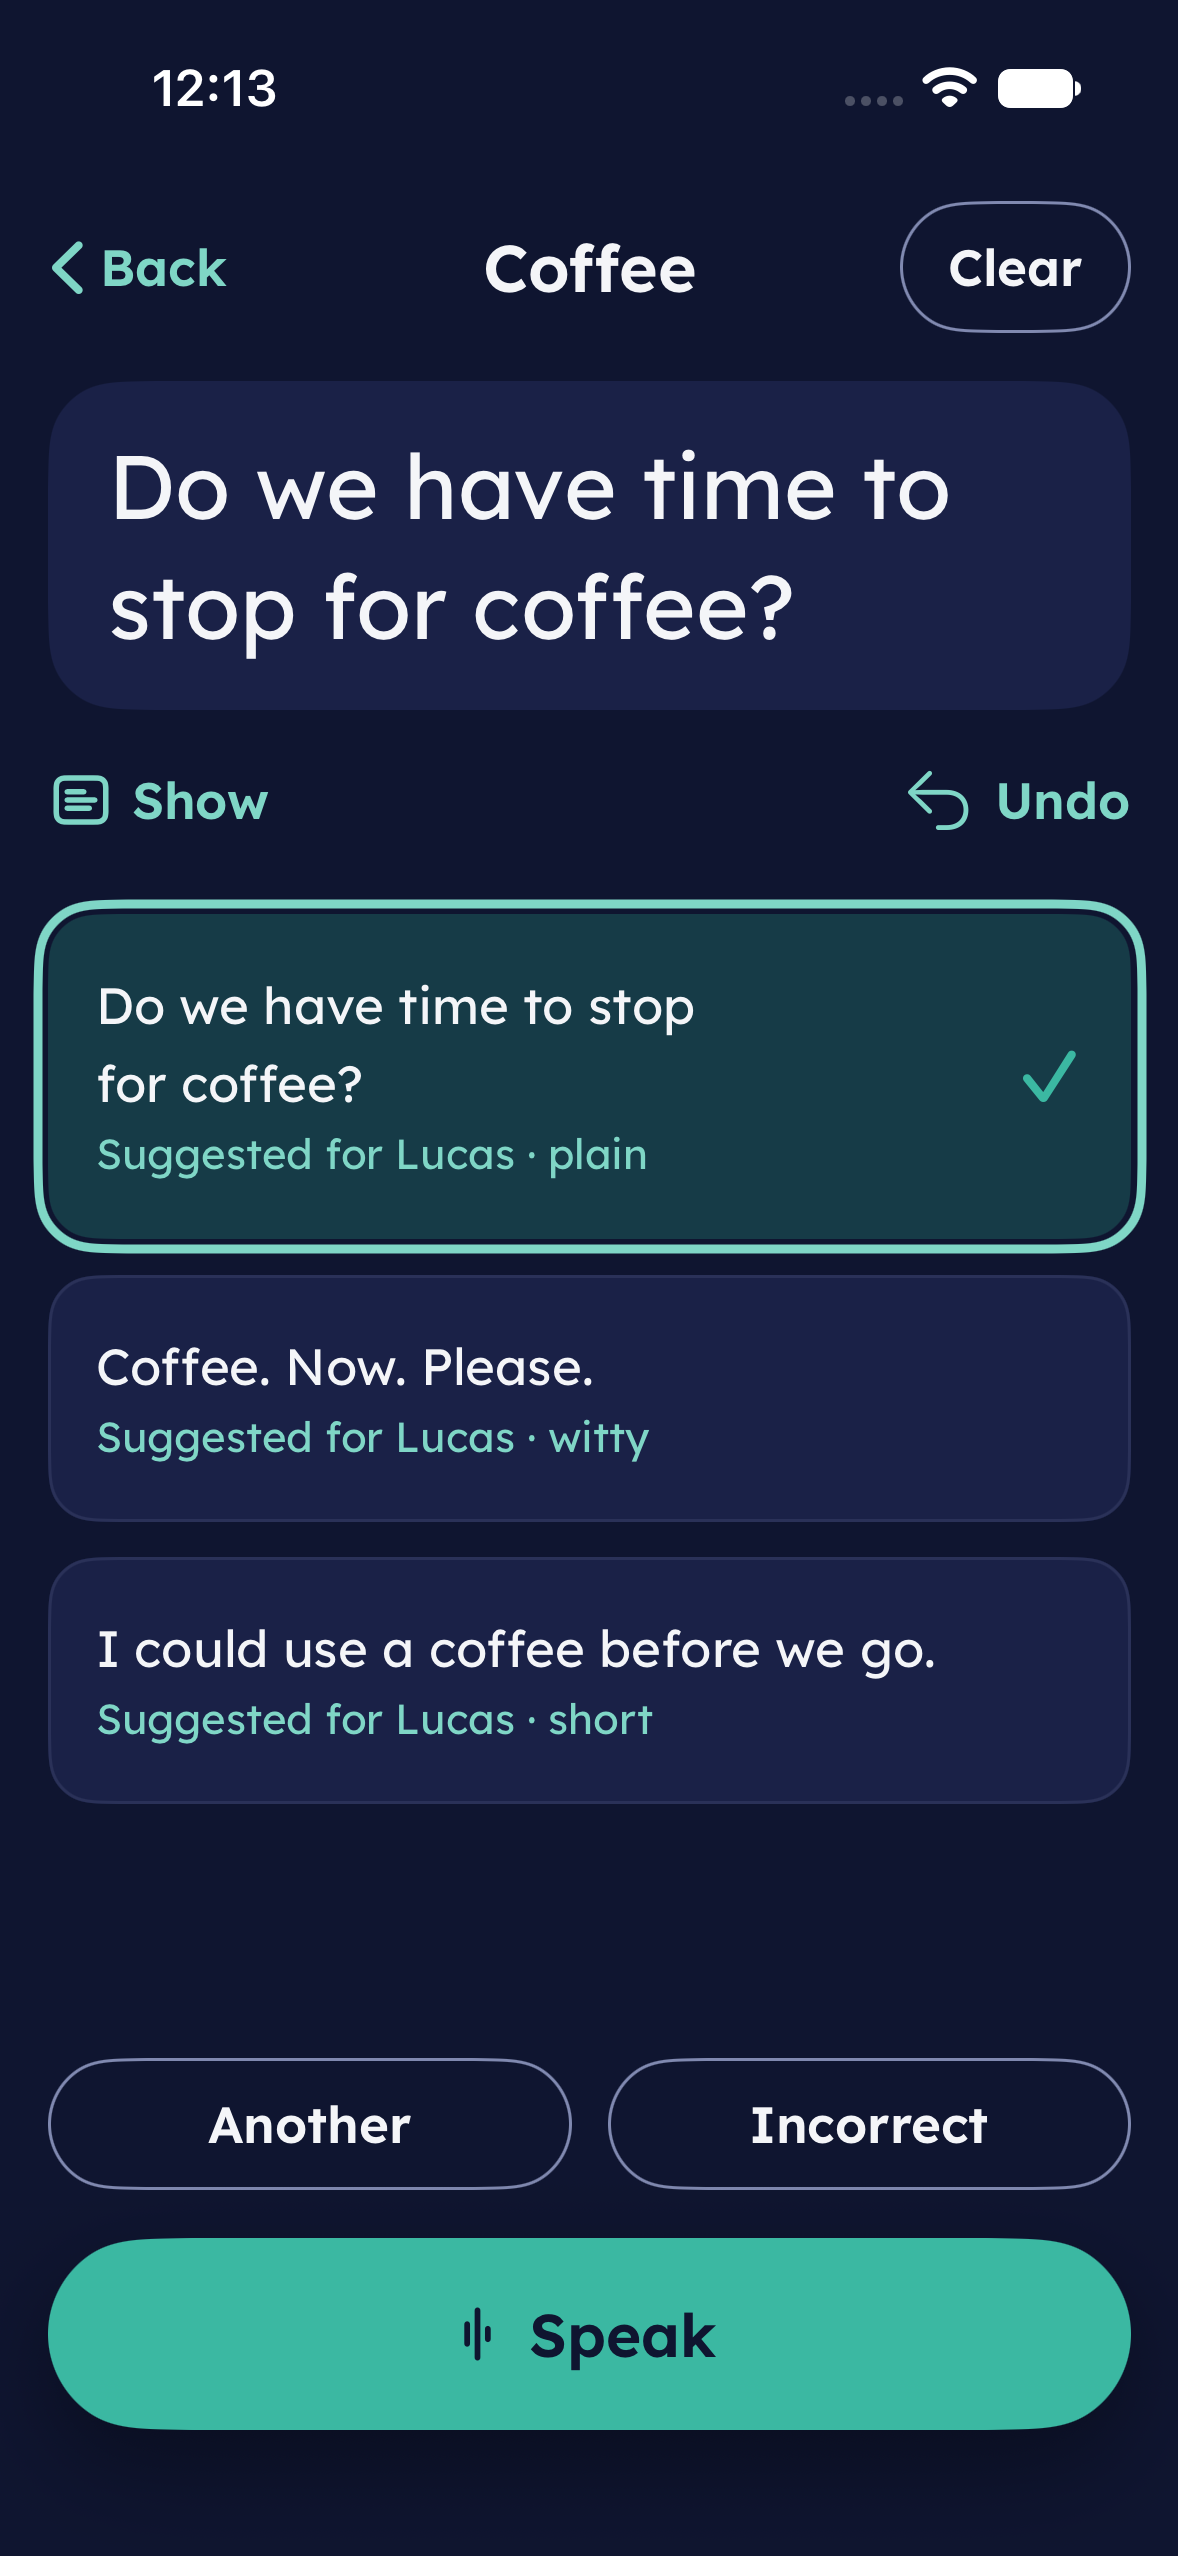 12:13
Back
Coffee
Clear
Do we have time to
stop for coffee?
Show
Undo
Do we have time to stop
for coffee?
Suggested for Lucas · plain
Coffee. Now. Please.
Suggested for Lucas · witty
I could use a coffee before we go.
Suggested for Lucas · short
Another
Incorrect
Speak